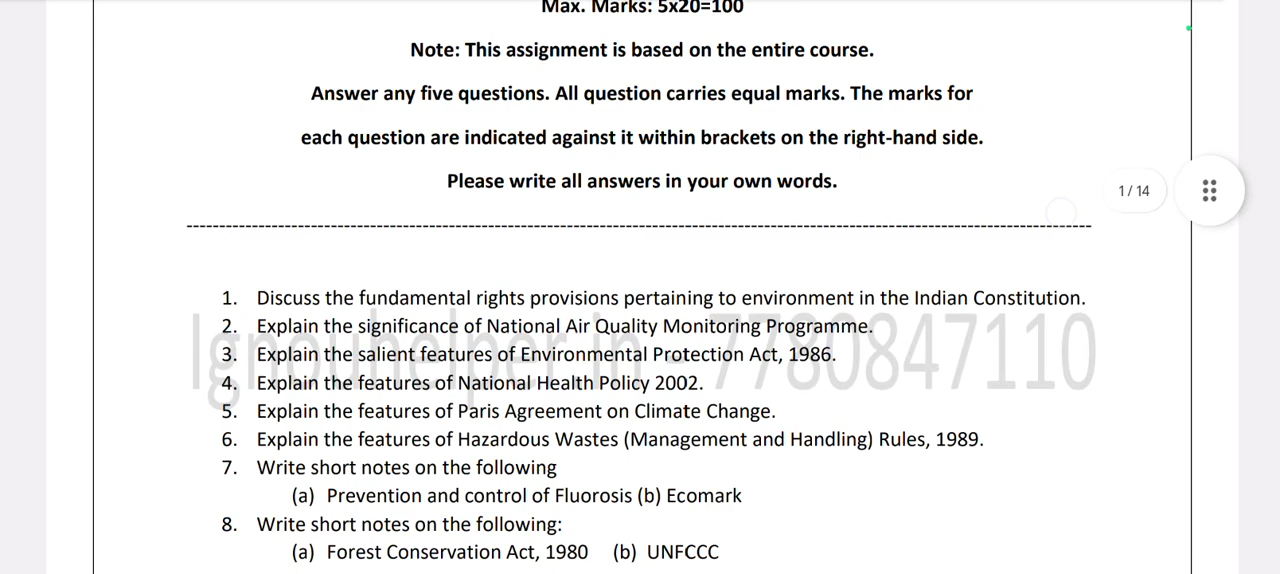 Max. Marks: 5x20=100
Note: This assignment is based on the entire course.
Answer any five questions. All question carries equal marks. The marks for
each question are indicated against it within brackets on the right-hand side.
Please write all answers in your own words.
1 / 14
1. Discuss the fundamental rights provisions pertaining to environment in the Indian Constitution.
2. Explain the significance of National Air Quality Monitoring Programme.
3. Explain the salient features of Environmental Protection Act, 1986.
Ignouhelper.in - 7780847110
4. Explain the features of National Health Policy 2002.
5. Explain the features of Paris Agreement on Climate Change.
6. Explain the features of Hazardous Wastes (Management and Handling) Rules, 1989.
7. Write short notes on the following
(a) Prevention and control of Fluorosis (b) Ecomark
8. Write short notes on the following:
(a) Forest Conservation Act, 1980 (b) UNFCCC